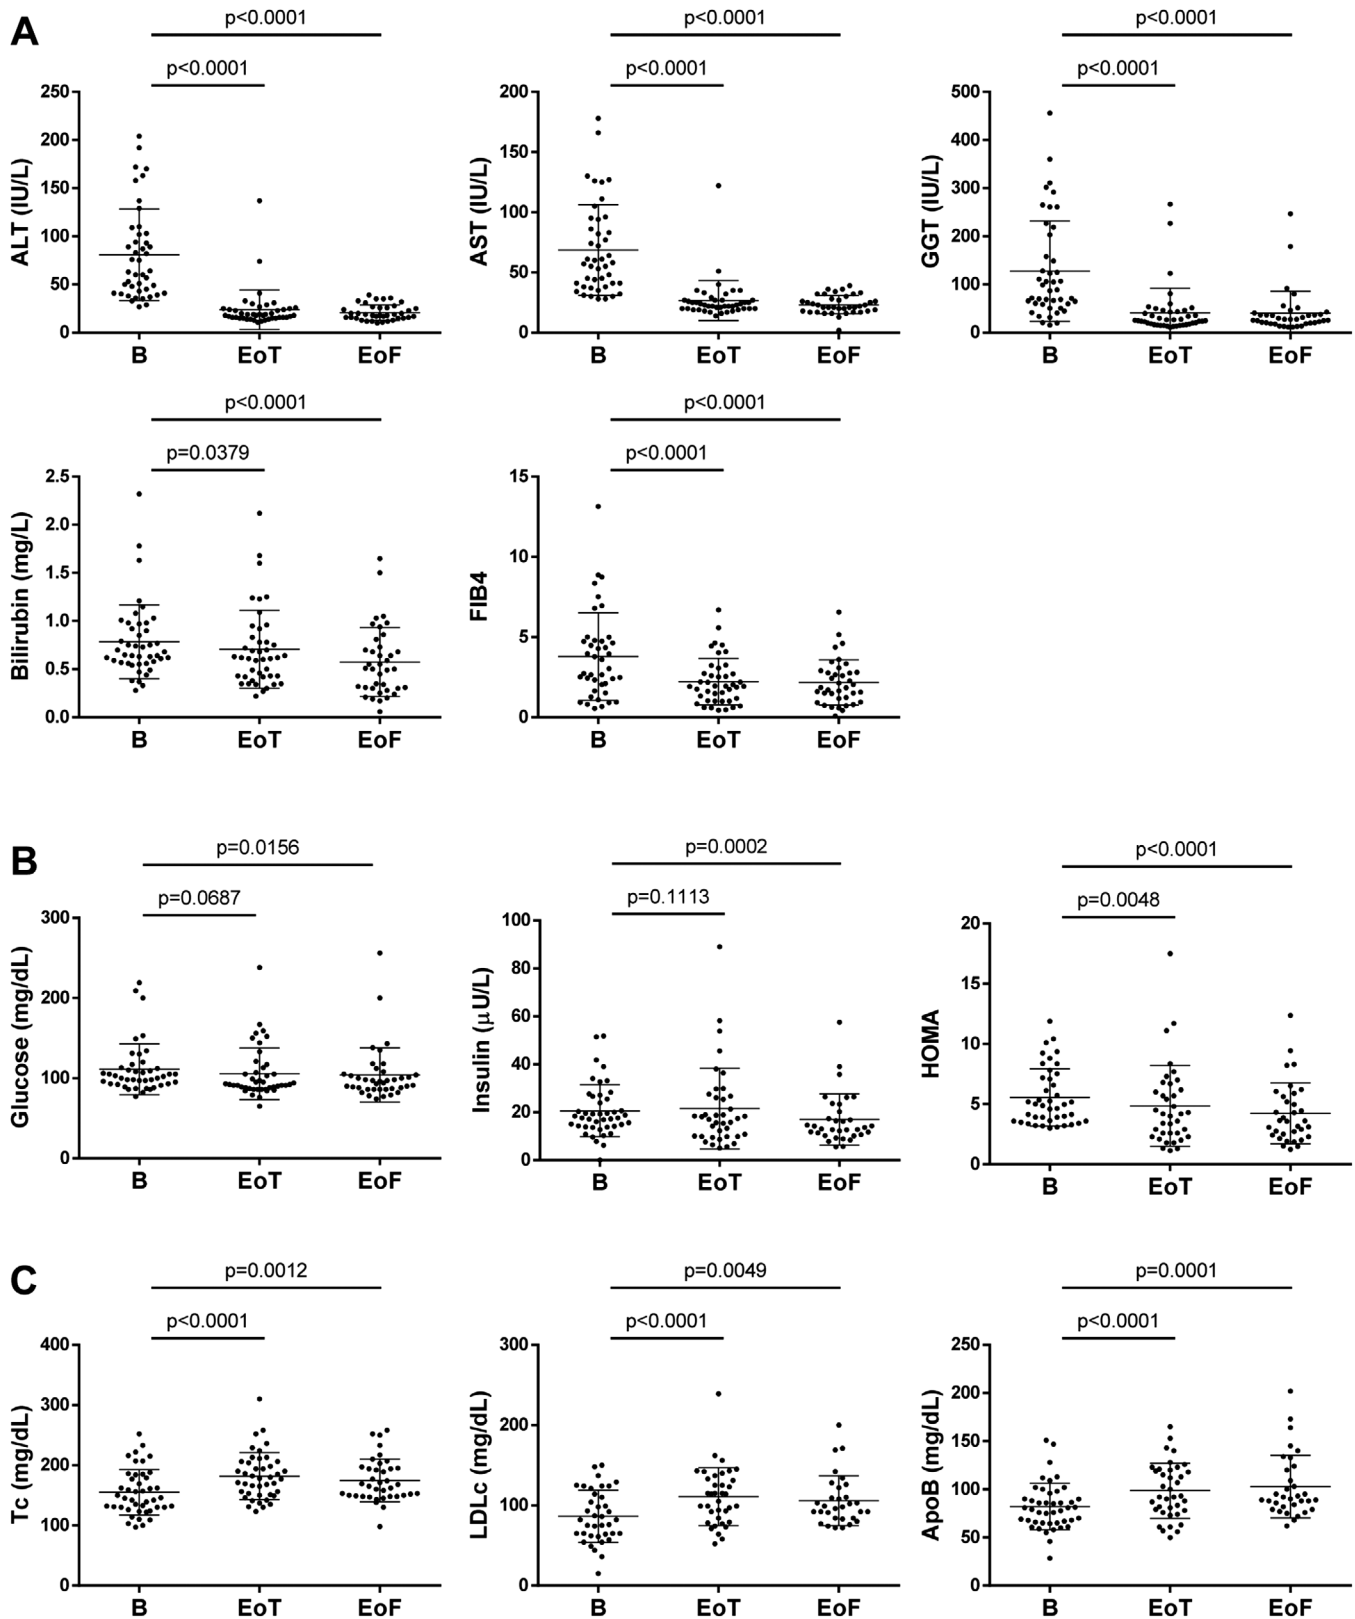 A
p<0.0001
p<0.0001
p<0.0001
p<0.0001
p<0.0001
p<0.0001
ALT (IU/L)
250
200
150
100
50
0
B EoT EoF
AST (IU/L)
200
150
100
50
0
B EoT EoF
GGT (IU/L)
500
400
300
200
100
0
B EoT EoF
p<0.0001
p=0.0379
Bilirubin (mg/L)
2.5
2.0
1.5
1.0
0.5
0.0
B EoT EoF
p<0.0001
p<0.0001
FIB4
15
10
5
0
B EoT EoF
B
p=0.0156
p=0.0687
Glucose (mg/dL)
300
200
100
0
B EoT EoF
p=0.0002
p=0.1113
Insulin (μU/L)
100
80
60
40
20
0
B EoT EoF
p<0.0001
p=0.0048
HOMA
20
15
10
5
0
B EoT EoF
C
p=0.0012
p<0.0001
Tc (mg/dL)
400
300
200
100
0
B EoT EoF
p=0.0049
p<0.0001
LDLc (mg/dL)
300
200
100
0
B EoT EoF
p=0.0001
p<0.0001
ApoB (mg/dL)
250
200
150
100
50
0
B EoT EoF